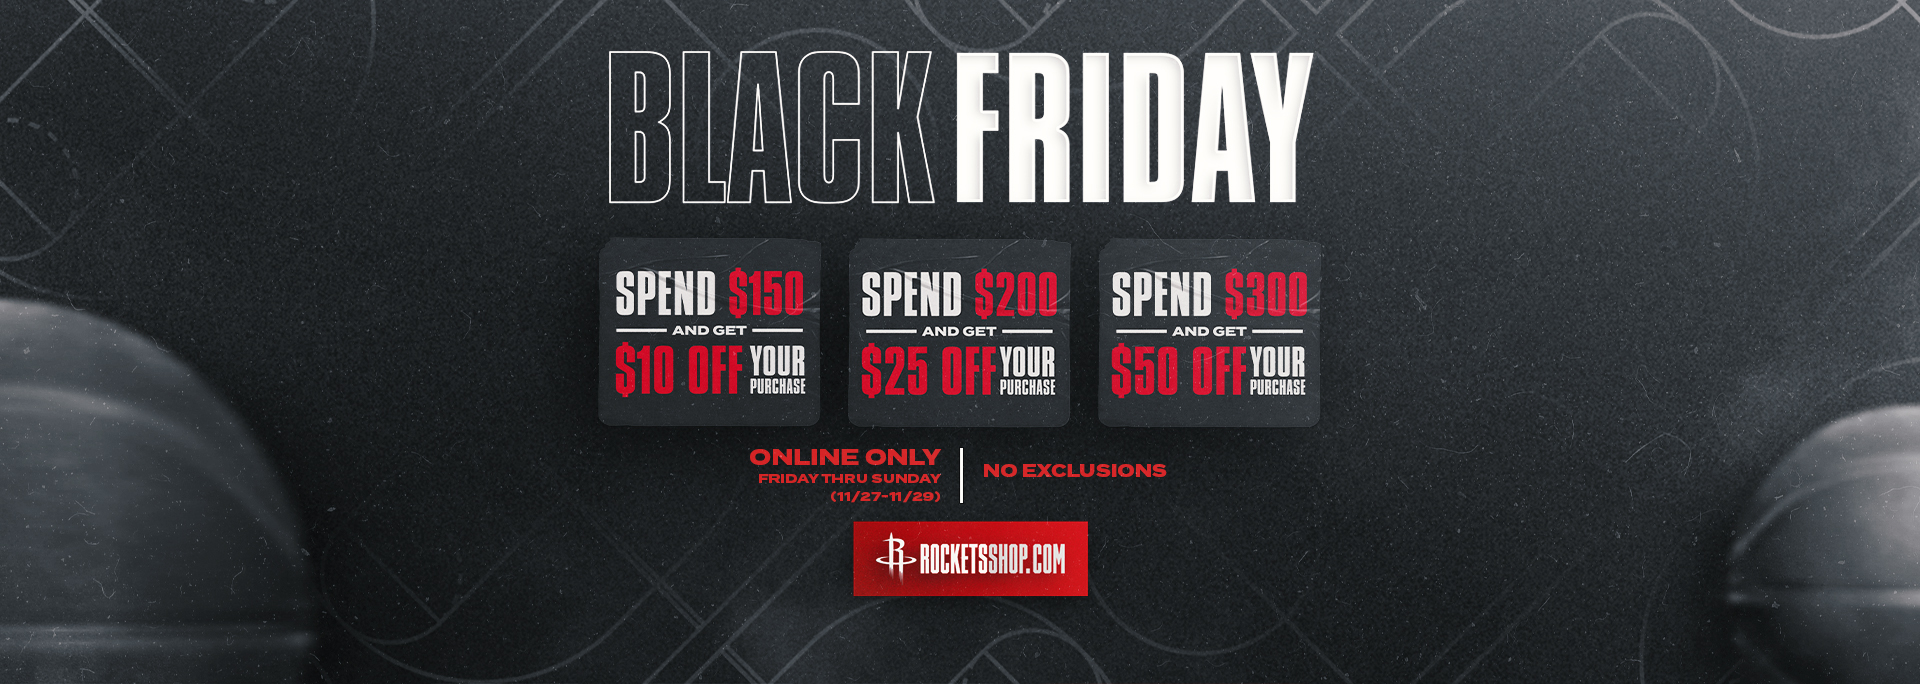 BLACK FRIDAY
SPEND $150
AND GET
$10 OFF YOUR PURCHASE
SPEND $200
AND GET
$25 OFF YOUR PURCHASE
SPEND $300
AND GET
$50 OFF YOUR PURCHASE
ONLINE ONLY
FRIDAY THRU SUNDAY
(11/27-11/29)
NO EXCLUSIONS
R ROCKETSSHOP.COM